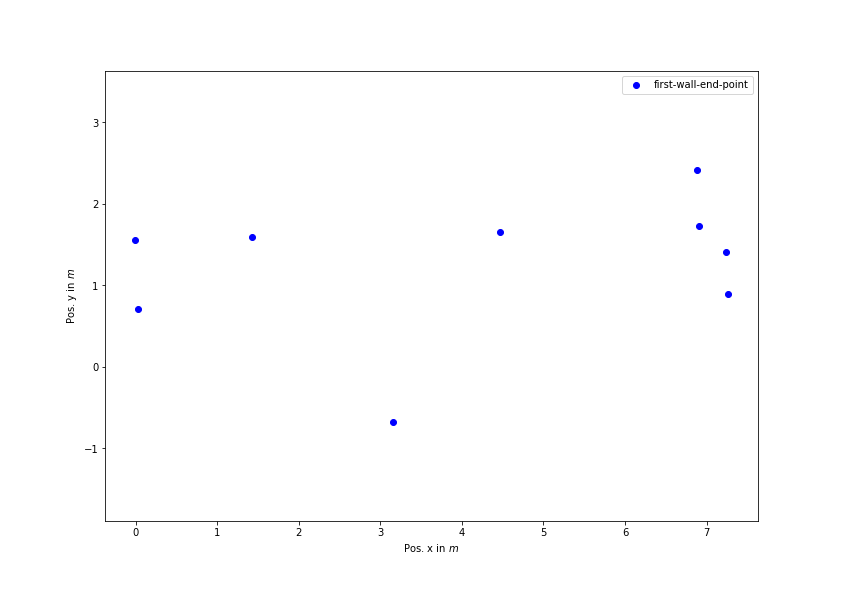 first-wall-end-point
3
2
1
0
−1
Pos. y in m
0 1 2 3 4 5 6 7
Pos. x in m